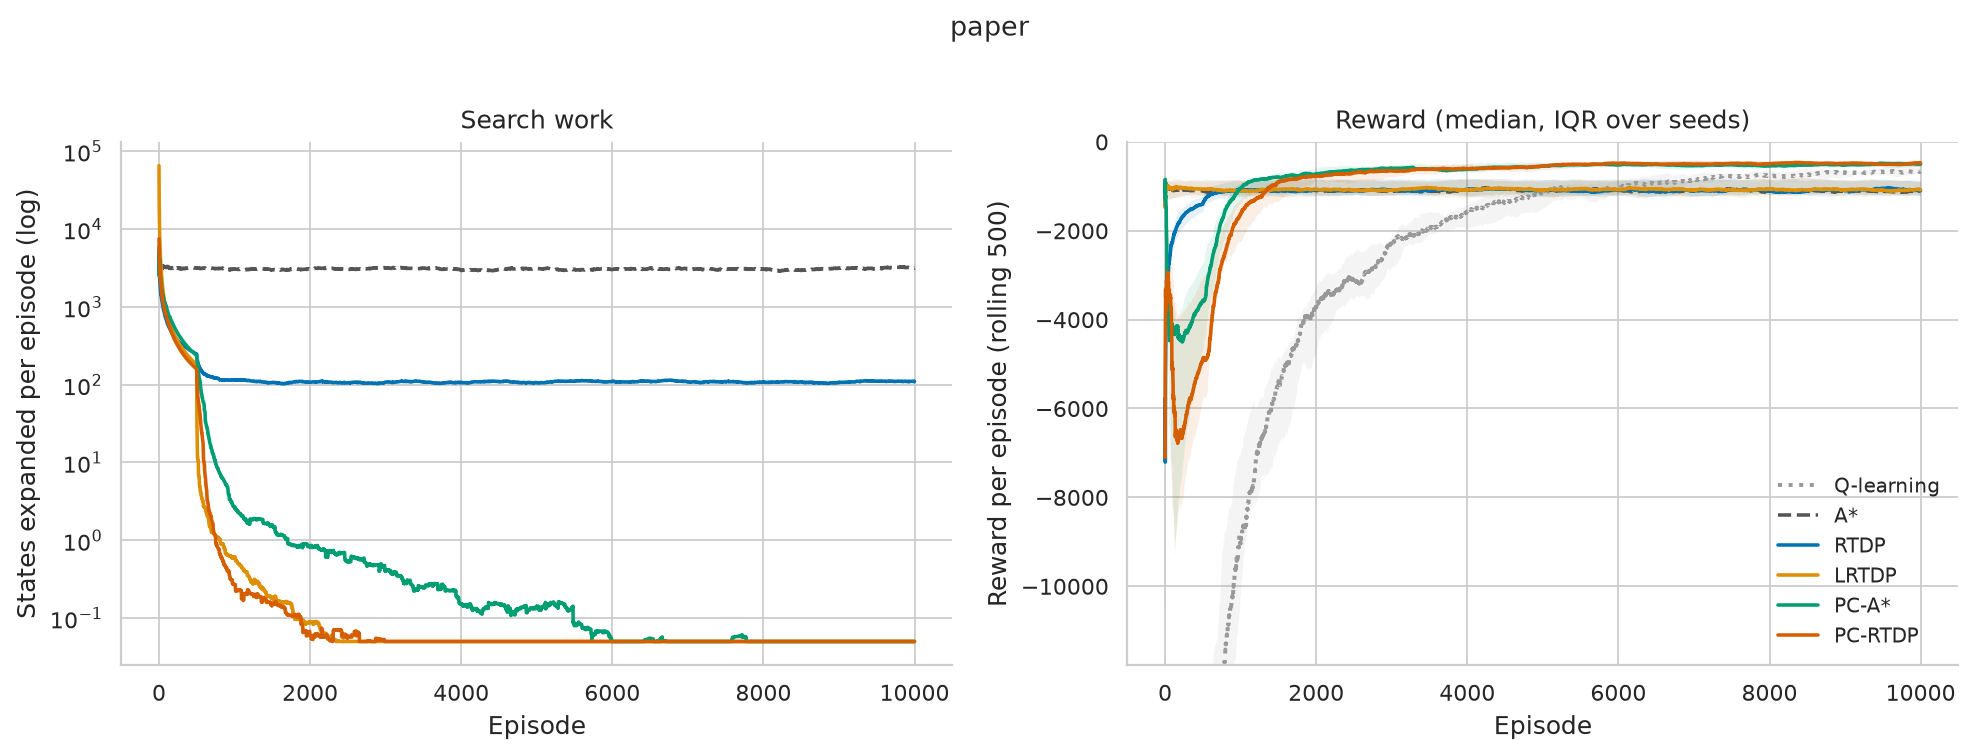 paper
Search work
States expanded per episode (log)
10^5
10^4
10^3
10^2
10^1
10^0
10^−1
0 2000 4000 6000 8000 10000
Episode
Reward (median, IQR over seeds)
Reward per episode (rolling 500)
0
−2000
−4000
−6000
−8000
−10000
0 2000 4000 6000 8000 10000
Episode
Q-learning
A*
RTDP
LRTDP
PC-A*
PC-RTDP